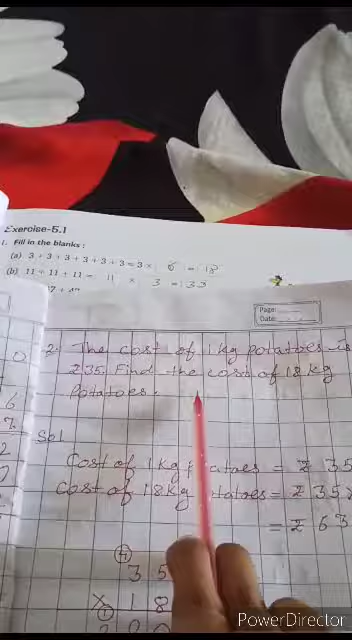 Exercise-5.1
1. Fill in the blanks :
(a) 3 + 3 + 3 + 3 + 3 + 3 = 3 × 6 = 18
(b) 11 + 11 + 11 = 11 × 3 = 33
Page:
Date:
2. The cost of 1 kg potatoes is
₹35. Find the cost of 18 kg
potatoes.
Sol
Cost of 1 kg = ₹ 35
Cost of 18 kg = ₹ 35
= ₹ 63
4
3 5
× 1 8
PowerDirector